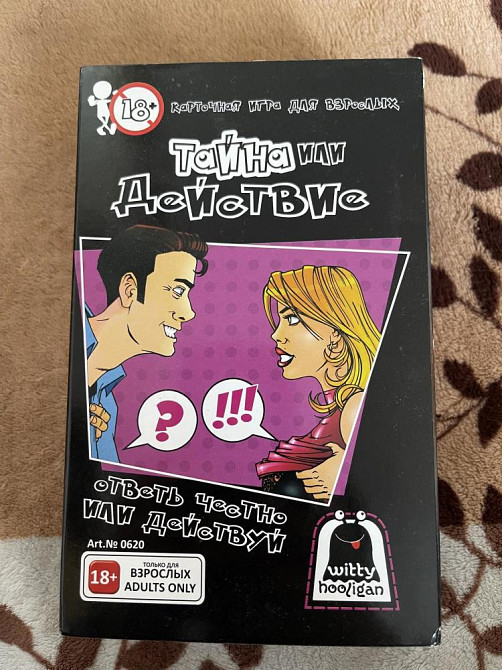 18+
карточная игра для взрослых
Тайна или
Действие
?
!!!
ответь честно
или действуй
Art.№ 0620
18+
ТОЛЬКО ДЛЯ
ВЗРОСЛЫХ
ADULTS ONLY
witty
hooligan